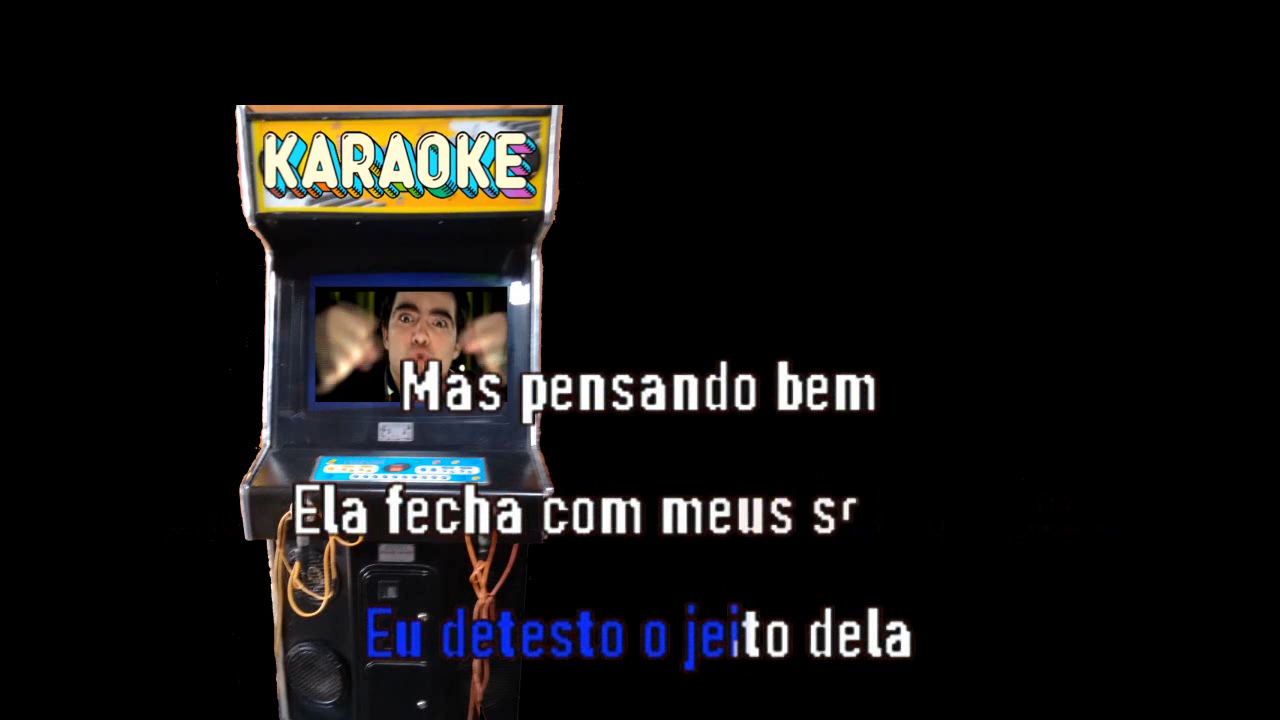 KARAOKE
Mas pensando bem
Ela fecha com meus
Eu detesto o jeito dela